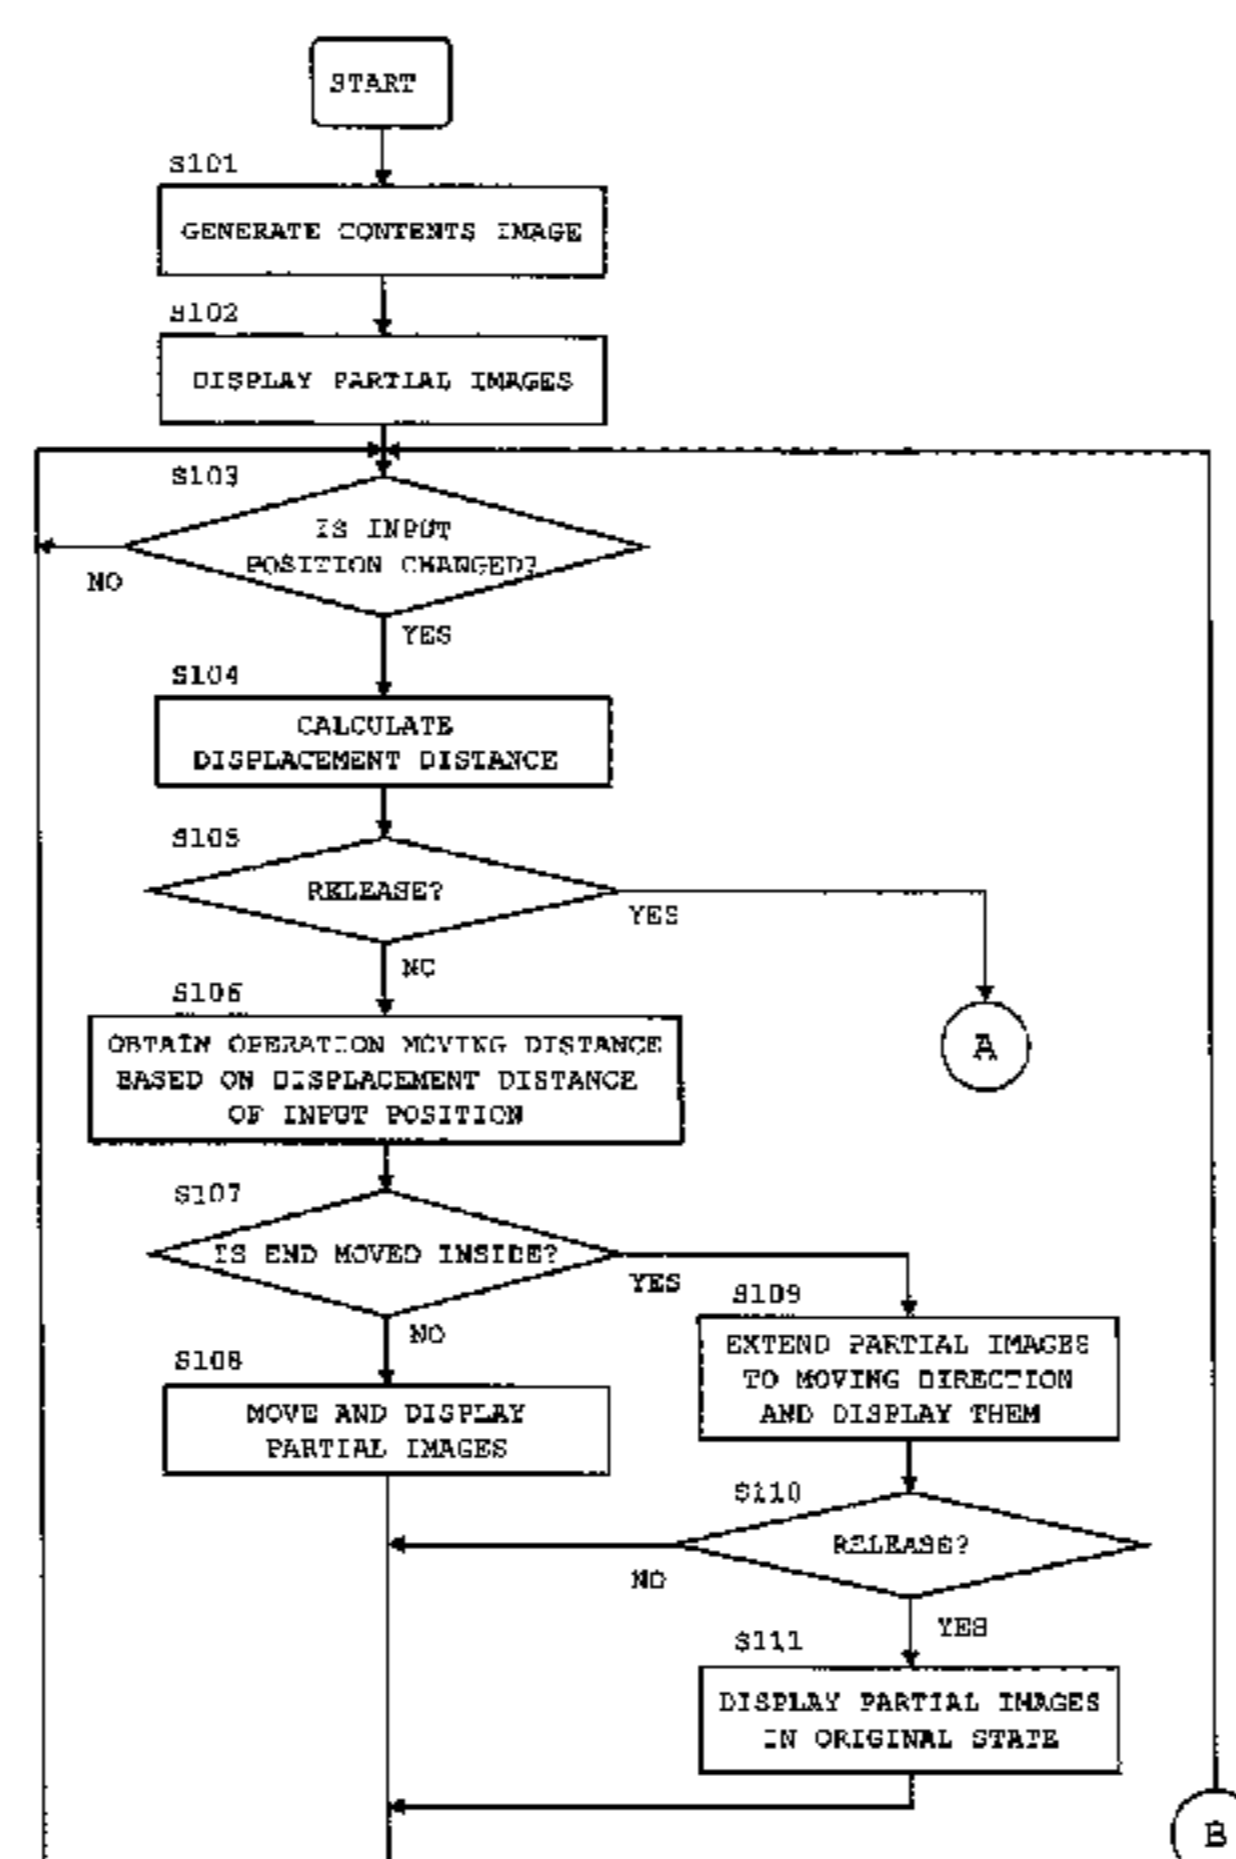 START
S101
GENERATE CONTENTS IMAGE
S102
DISPLAY PARTIAL IMAGES
S103
IS INPUT
POSITION CHANGED?
NO
YES
S104
CALCULATE
DISPLACEMENT DISTANCE
S105
RELEASE?
YES
NO
S106
OBTAIN OPERATION MOVING DISTANCE
BASED ON DISPLACEMENT DISTANCE
OF INPUT POSITION
A
S107
IS END MOVED INSIDE?
YES
NO
S109
EXTEND PARTIAL IMAGES
TO MOVING DIRECTION
AND DISPLAY THEM
S108
MOVE AND DISPLAY
PARTIAL IMAGES
S110
RELEASE?
NO
YES
S111
DISPLAY PARTIAL IMAGES
IN ORIGINAL STATE
B